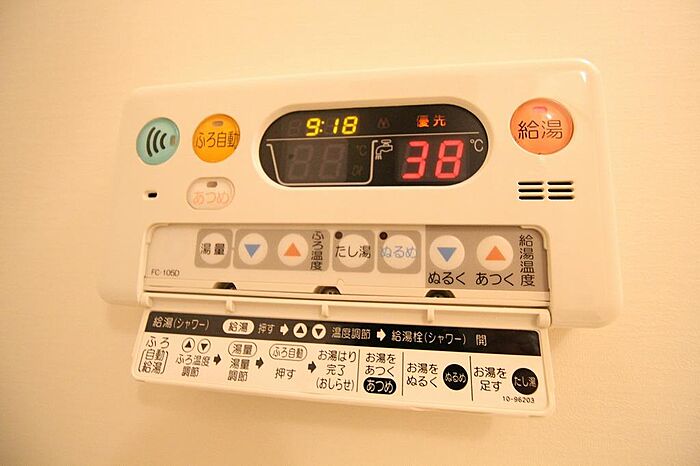 9:18 優先
ふろ自動
38 ℃
給湯
℃
あつめ
湯量
ふろ温度
たし湯
ぬるめ
ぬるく
あつく
給湯温度
FC-105D
給湯(シャワー) 給湯 押す 温度調節 給湯栓(シャワー) 開
ふろ(自動)給湯
ふろ温度調節
湯量 湯量調節
ふろ自動 押す
お湯はり完了(おしらせ)
お湯をあつく あつめ
お湯をぬるく ぬるめ
お湯を足す たし湯
10-96203